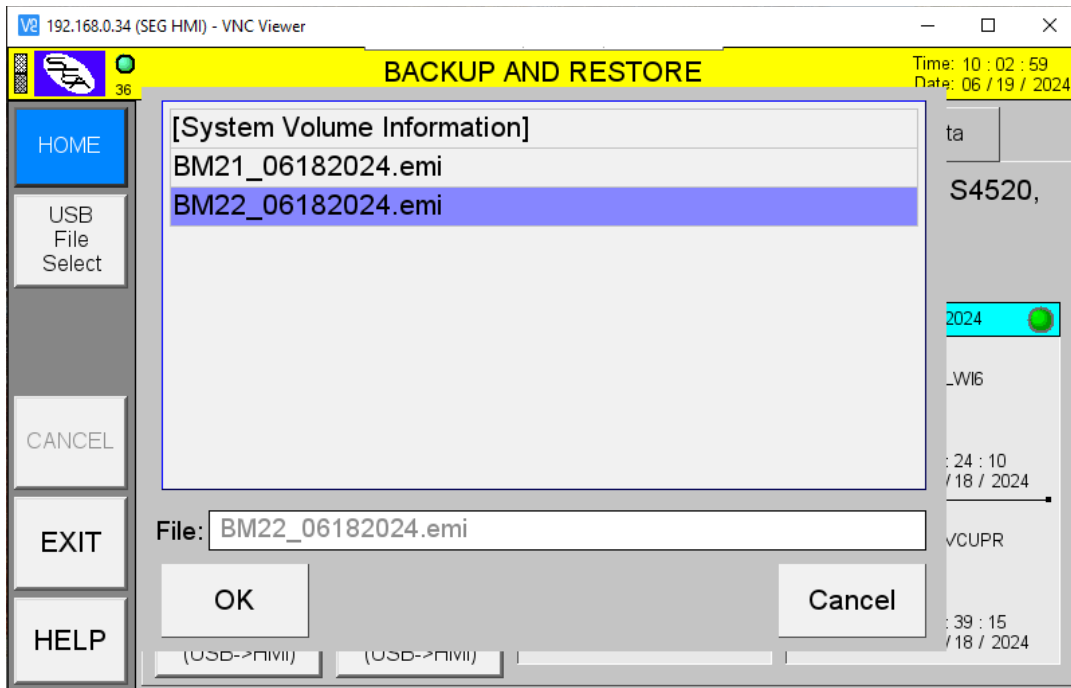 192.168.0.34 (SEG HMI) - VNC Viewer
36
BACKUP AND RESTORE
Time: 10 : 02 : 59
Date: 06 / 19 / 2024
HOME
USB
File
Select
CANCEL
EXIT
HELP
[System Volume Information]
BM21_06182024.emi
BM22_06182024.emi
File: BM22_06182024.emi
OK
Cancel
ta
S4520,
2024
_WI6
: 24 : 10
/ 18 / 2024
VCUPR
: 39 : 15
/ 18 / 2024
(USB->HMI)
(USB->HMI)